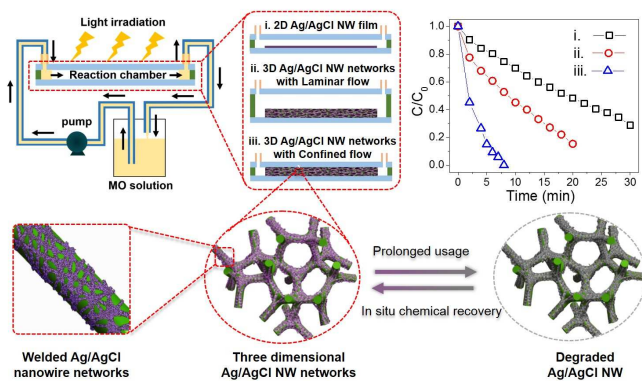 Light irradiation
Reaction chamber
pump
MO solution
i. 2D Ag/AgCl NW film
ii. 3D Ag/AgCl NW networks
with Laminar flow
iii. 3D Ag/AgCl NW networks
with Confined flow
C/C0
1.0
0.8
0.6
0.4
0.2
0.0
i.
ii.
iii.
0 5 10 15 20 25 30
Time (min)
Prolonged usage
In situ chemical recovery
Welded Ag/AgCl
nanowire networks
Three dimensional
Ag/AgCl NW networks
Degraded
Ag/AgCl NW